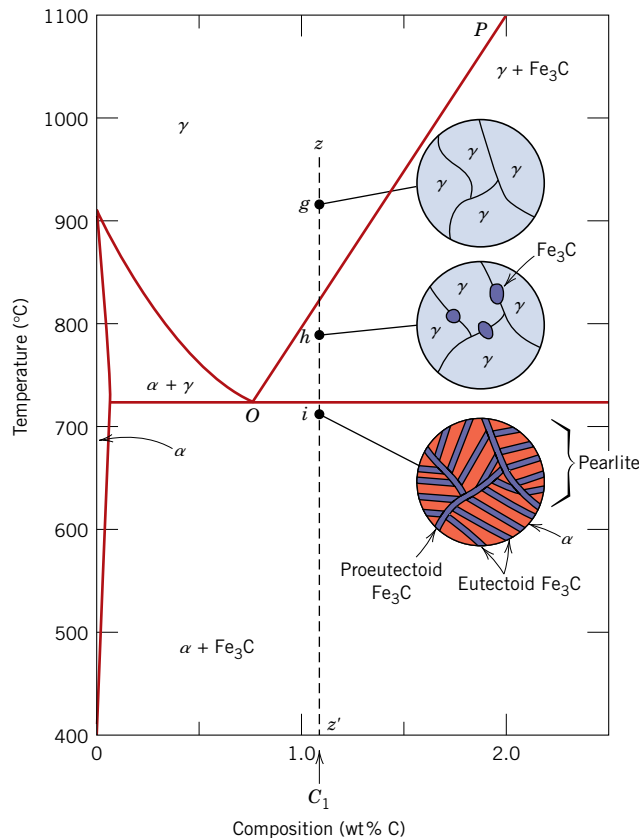 P
γ + Fe₃C
1100
1000
900
800
700
600
500
400
Temperature (°C)
γ
z
g
γ
γ
γ
γ
Fe₃C
h
γ
γ
γ
γ
α + γ
O
i
α
Pearlite
α
Proeutectoid
Fe₃C
Eutectoid Fe₃C
α + Fe₃C
z′
0
1.0
2.0
C₁
Composition (wt% C)